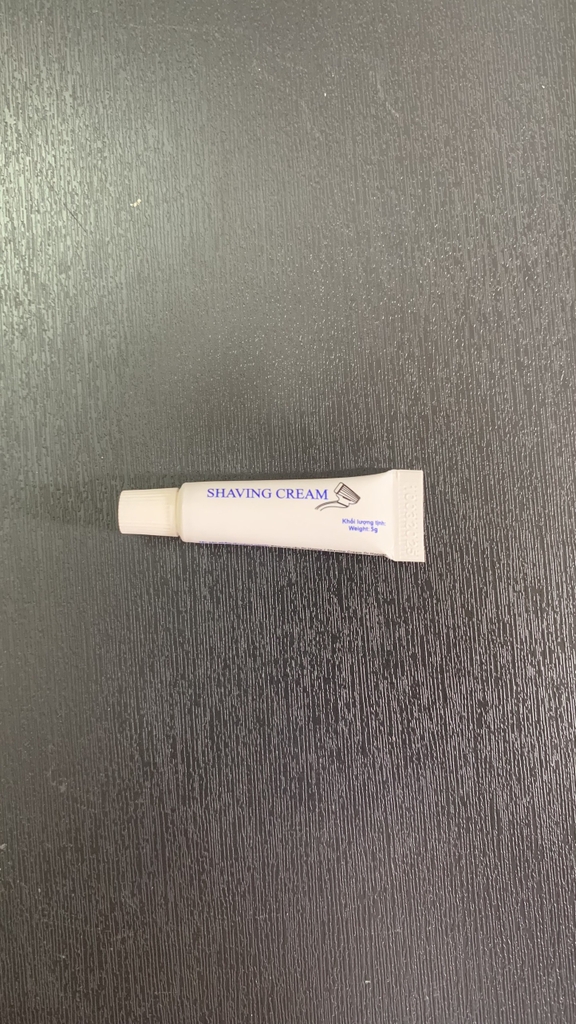 SHAVING CREAM
Khối lượng tịnh:
Weight: 5g